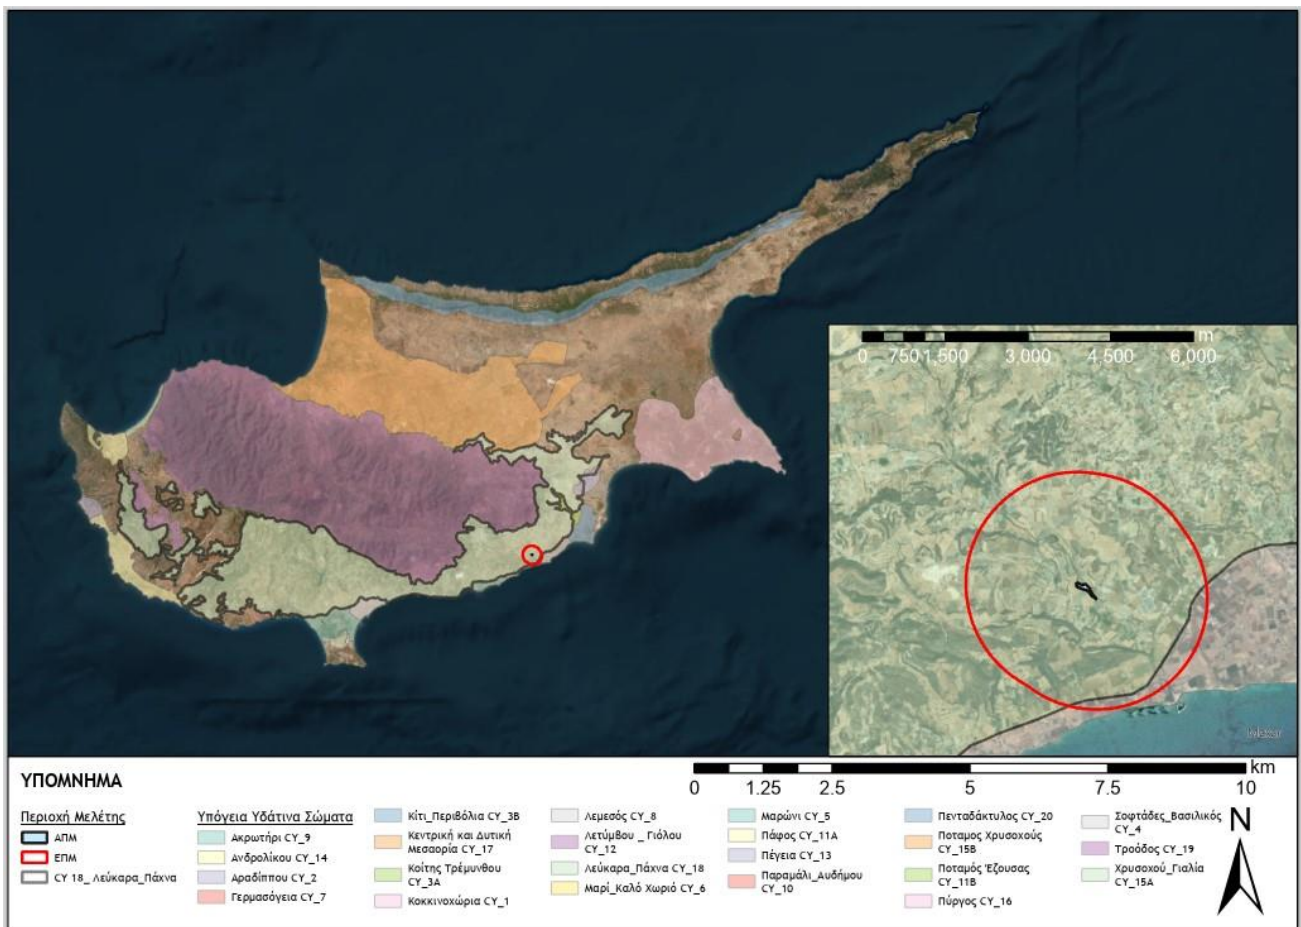 m
0 750 1,500 3,000 4,500 6,000
Maxar
ΥΠΟΜΝΗΜΑ
Περιοχή Μελέτης
ΑΠΜ
ΕΠΜ
CY 18_ Λεύκαρα_Πάχνα
Υπόγεια Υδάτινα Σώματα
Ακρωτήρι CY_9
Ανδρολίκου CY_14
Αραδίππου CY_2
Γερμασόγεια CY_7
Κίτι_Περιβόλια CY_3B
Κεντρική και Δυτική
Μεσαορία CY_17
Κοίτης Τρέμυνθου
CY_3A
Κοκκινοχώρια CY_1
Λεμεσός CY_8
Λετύμβου _ Γιόλου
CY_12
Λεύκαρα_Πάχνα CY_18
Μαρί_Καλό Χωριό CY_6
Μαρώνι CY_5
Πάφος CY_11A
Πέγεια CY_13
Παραμάλι_Αυδήμου
CY_10
Πενταδάκτυλος CY_20
Ποταμος Χρυσοχούς
CY_15B
Ποταμός Έζουσας
CY_11B
Πύργος CY_16
Σοφτάδες_Βασιλικός
CY_4
Τροόδος CY_19
Χρυσοχού_Γιαλία
CY_15A
km
0 1.25 2.5 5 7.5 10
N